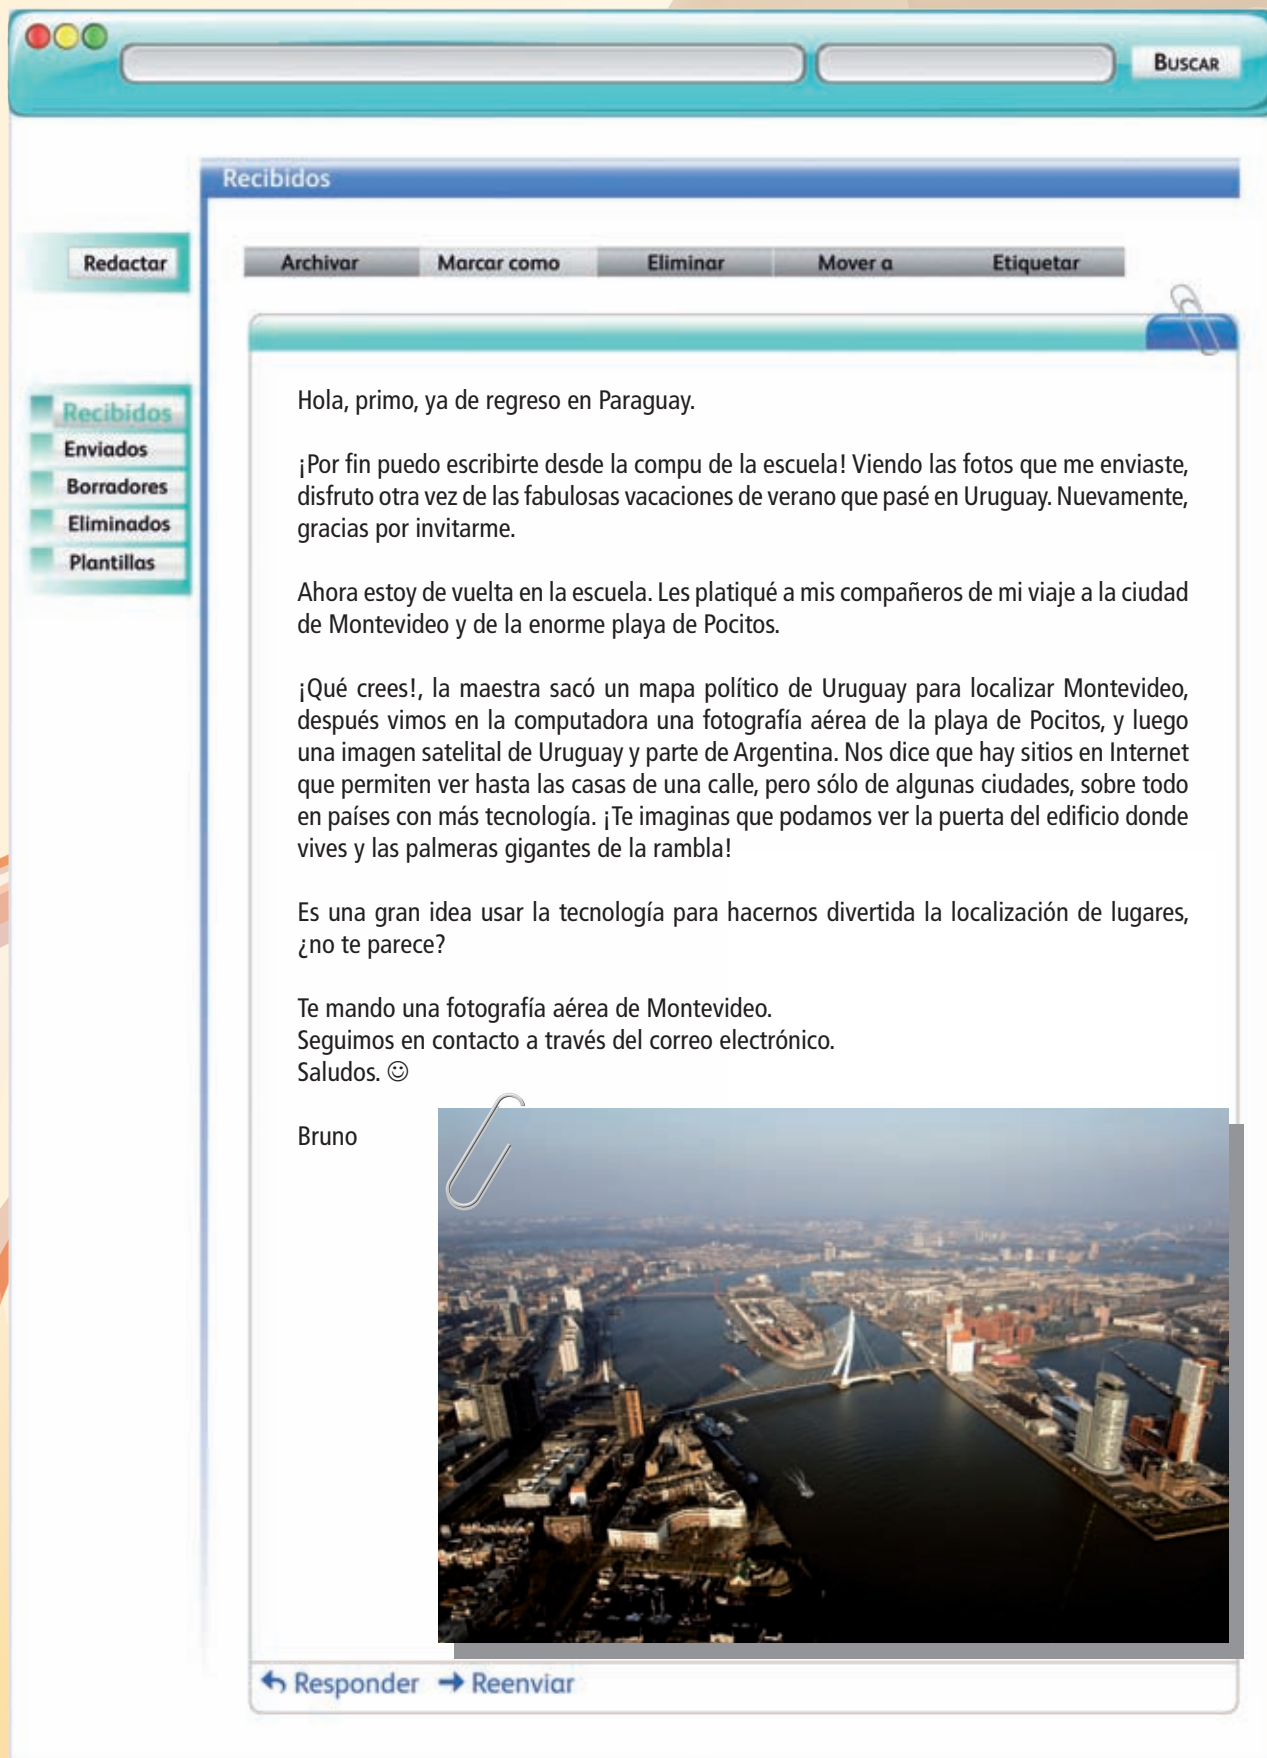 BUSCAR
Recibidos
Redactar
Archivar Marcar como Eliminar Mover a Etiquetar
Recibidos
Enviados
Borradores
Eliminados
Plantillas
Hola, primo, ya de regreso en Paraguay.
¡Por fin puedo escribirte desde la compu de la escuela! Viendo las fotos que me enviaste,
disfruto otra vez de las fabulosas vacaciones de verano que pasé en Uruguay. Nuevamente,
gracias por invitarme.
Ahora estoy de vuelta en la escuela. Les platiqué a mis compañeros de mi viaje a la ciudad
de Montevideo y de la enorme playa de Pocitos.
¡Qué crees!, la maestra sacó un mapa político de Uruguay para localizar Montevideo,
después vimos en la computadora una fotografía aérea de la playa de Pocitos, y luego
una imagen satelital de Uruguay y parte de Argentina. Nos dice que hay sitios en Internet
que permiten ver hasta las casas de una calle, pero sólo de algunas ciudades, sobre todo
en países con más tecnología. ¡Te imaginas que podamos ver la puerta del edificio donde
vives y las palmeras gigantes de la rambla!
Es una gran idea usar la tecnología para hacernos divertida la localización de lugares,
¿no te parece?
Te mando una fotografía aérea de Montevideo.
Seguimos en contacto a través del correo electrónico.
Saludos. ☺
Bruno
Responder Reenviar